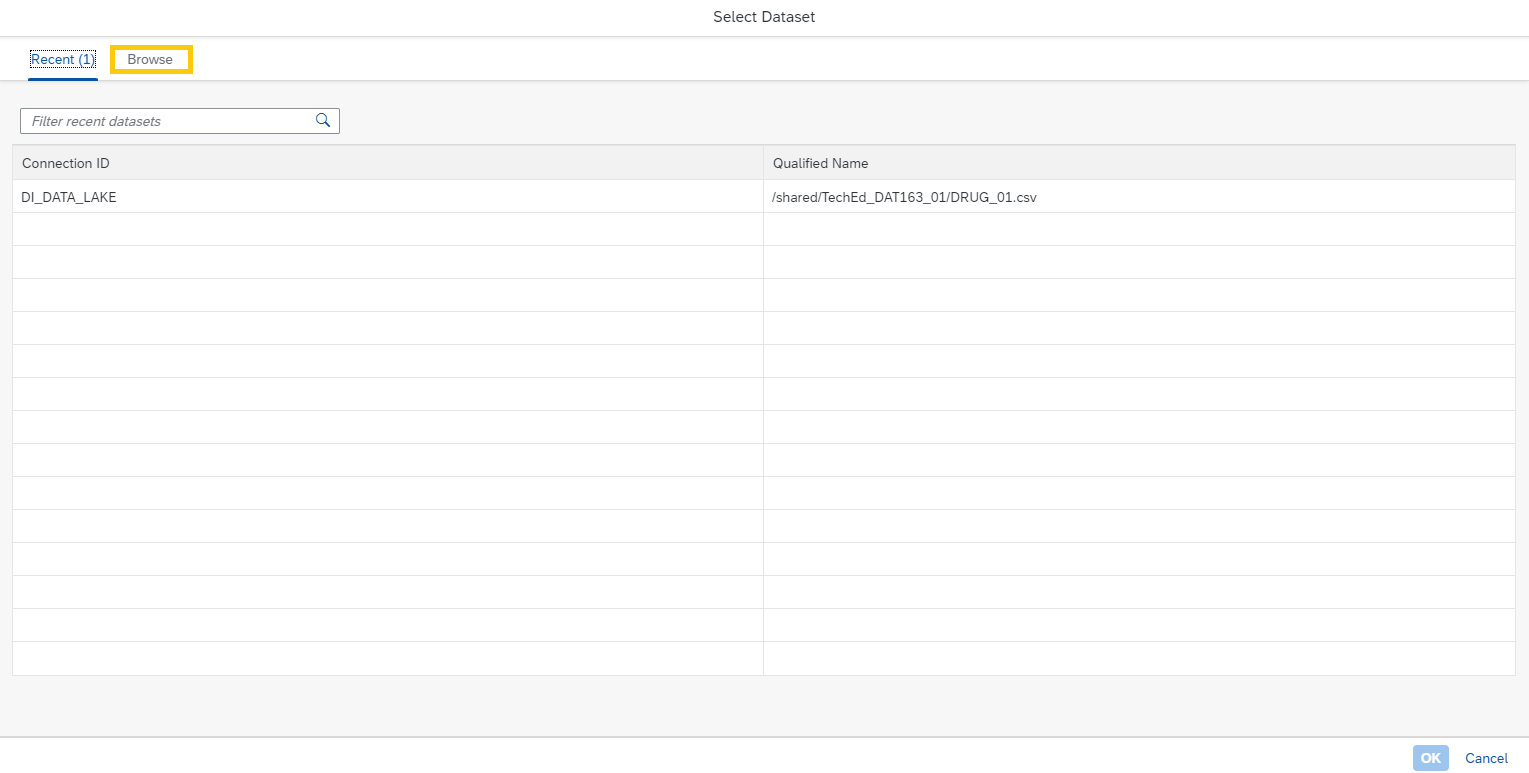 Select Dataset
Recent (1) Browse
Filter recent datasets
Connection ID Qualified Name
DI_DATA_LAKE /shared/TechEd_DAT163_01/DRUG_01.csv
OK Cancel